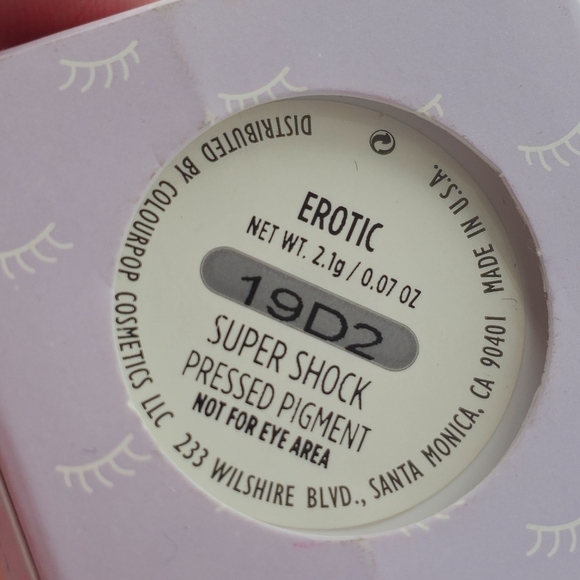 EROTIC
NET WT. 2.1g / 0.07 OZ
19D2
SUPER SHOCK
PRESSED PIGMENT
NOT FOR EYE AREA
DISTRIBUTED BY COLOURPOP COSMETICS LLC 233 WILSHIRE BLVD., SANTA MONICA, CA 90401 MADE IN U.S.A.